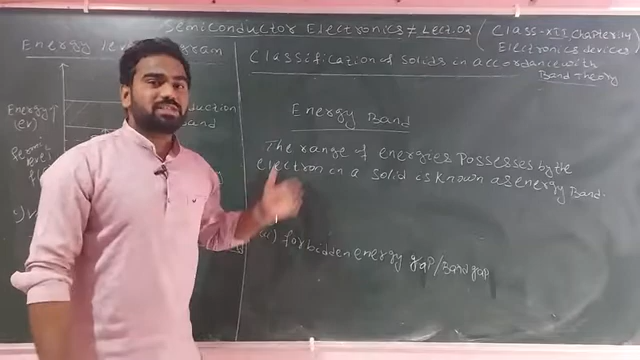 Semiconductor Electronics ≠ Lect. 02 ( Class - XII Chapter. 14
Electronics devices)
Energy level diagram
Energy ↑
(ev)
fermi
level
Band
Classification of Solids in accordance with
Band Theory
Energy Band
The range of energies Possesses by the
electron in a solid is known as energy Band.
(iii) forbidden energy gap/Band gap